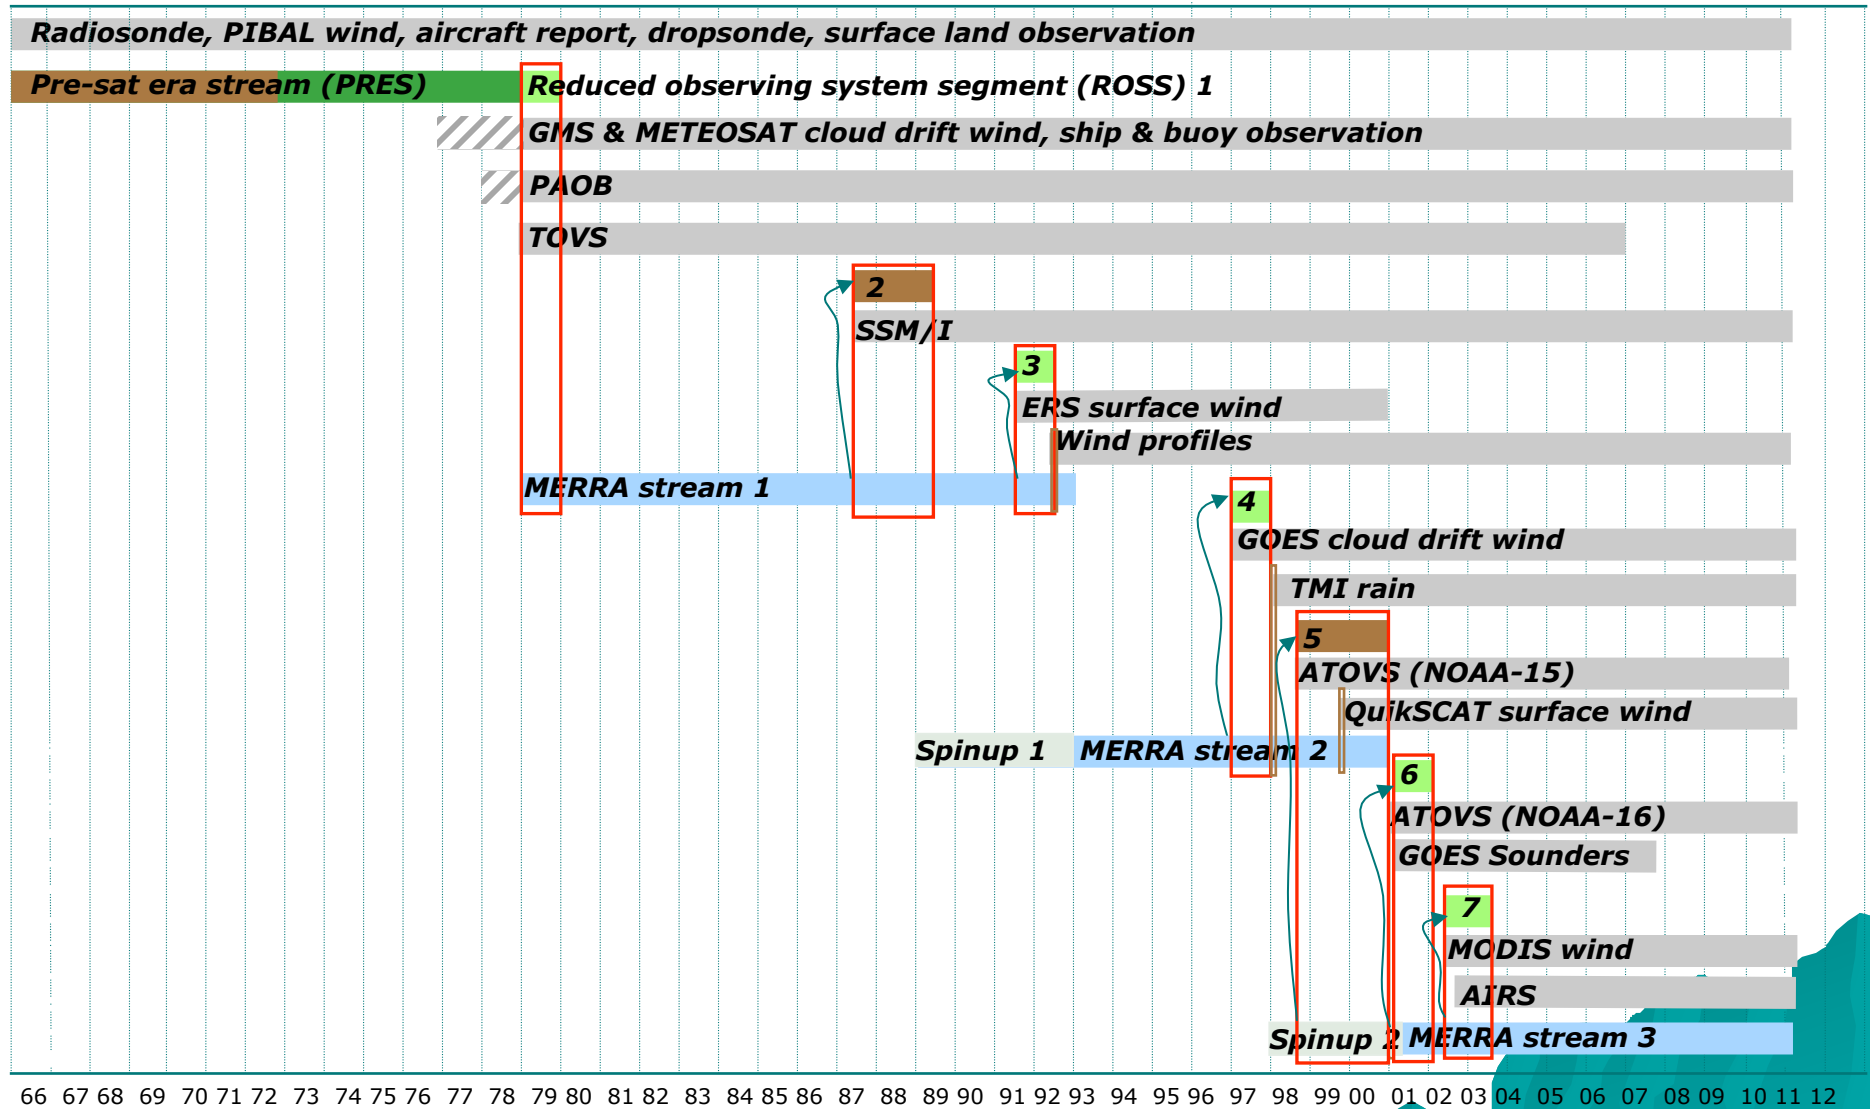 Radiosonde, PIBAL wind, aircraft report, dropsonde, surface land observation
Pre-sat era stream (PRES) Reduced observing system segment (ROSS) 1
GMS & METEOSAT cloud drift wind, ship & buoy observation
PAOB
TOVS
2
SSM/I
3
ERS surface wind
Wind profiles
MERRA stream 1
4
GOES cloud drift wind
TMI rain
5
ATOVS (NOAA-15)
QuikSCAT surface wind
Spinup 1 MERRA stream 2
6
ATOVS (NOAA-16)
GOES Sounders
7
MODIS wind
AIRS
Spinup 2 MERRA stream 3
66 67 68 69 70 71 72 73 74 75 76 77 78 79 80 81 82 83 84 85 86 87 88 89 90 91 92 93 94 95 96 97 98 99 00 01 02 03 04 05 06 07 08 09 10 11 12